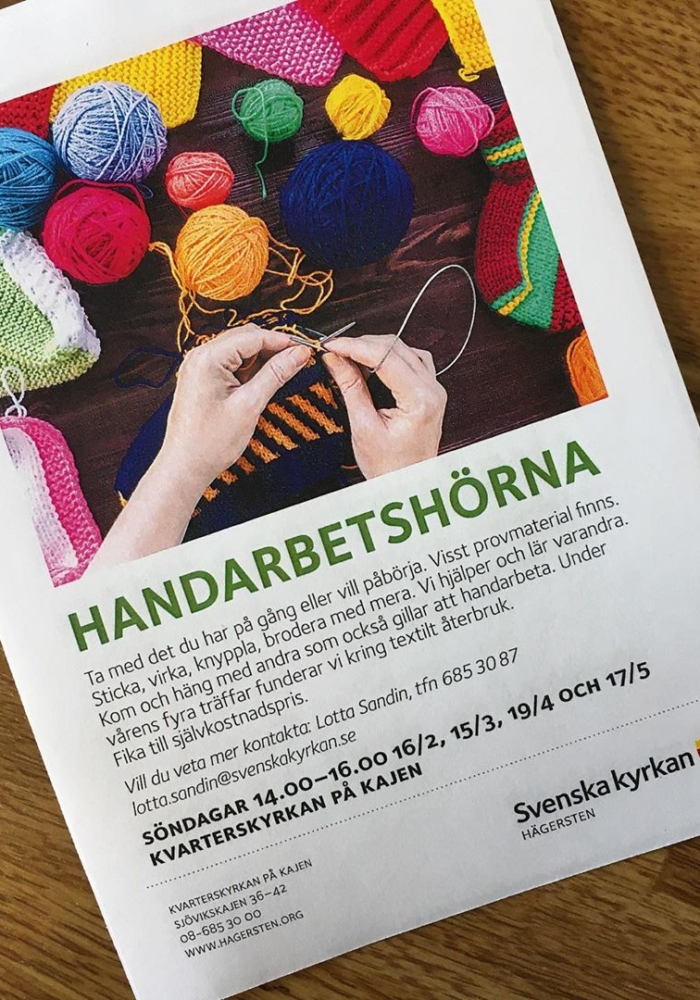 HANDARBETSHÖRNA
Ta med det du har på gång eller vill påbörja. Visst provmaterial finns.
Sticka, virka, knyppla, brodera med mera. Vi hjälper och lär varandra.
Kom och häng med andra som också gillar att handarbeta. Under
vårens fyra träffar funderar vi kring textilt återbruk.
Fika till självkostnadspris.
Vill du veta mer kontakta: Lotta Sandin, tfn 685 30 87
lotta.sandin@svenskakyrkan.se
SÖNDAGAR 14.00–16.00 16/2, 15/3, 19/4 OCH 17/5
KVARTERSKYRKAN PÅ KAJEN
Svenska kyrkan
HÄGERSTEN
KVARTERSKYRKAN PÅ KAJEN
SJÖVIKSKAJEN 36–42
08-685 30 00
WWW.HAGERSTEN.ORG